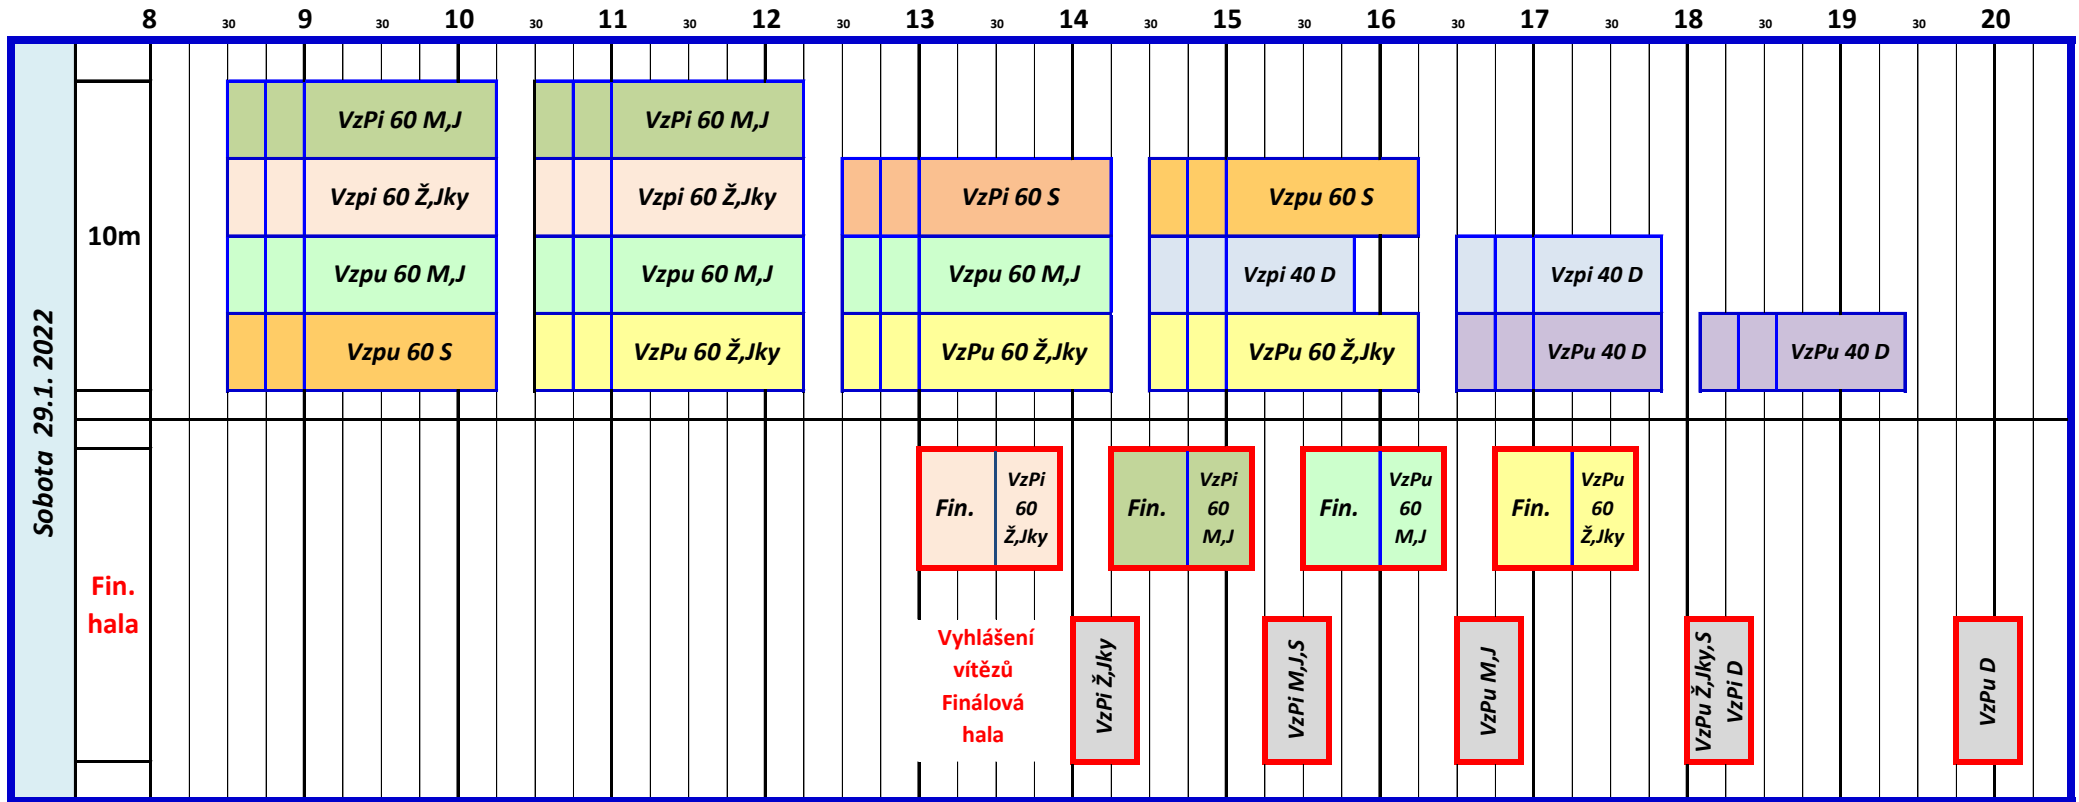 8 30 9 30 10 30 11 30 12 30 13 30 14 30 15 30 16 30 17 30 18 30 19 30 20
Sobota 29.1. 2022
10m
VzPi 60 M,J
VzPi 60 M,J
Vzpi 60 Ž,Jky
Vzpi 60 Ž,Jky
VzPi 60 S
Vzpu 60 S
Vzpu 60 M,J
Vzpu 60 M,J
Vzpu 60 M,J
Vzpi 40 D
Vzpi 40 D
Vzpu 60 S
VzPu 60 Ž,Jky
VzPu 60 Ž,Jky
VzPu 60 Ž,Jky
VzPu 40 D
VzPu 40 D
Fin.
hala
Fin.
VzPi
60
Ž,Jky
Fin.
VzPi
60
M,J
Fin.
VzPu
60
M,J
Fin.
VzPu
60
Ž,Jky
Vyhlášení
vítězů
Finálová
hala
VzPi Ž,Jky
VzPi M,J,S
VzPu M,J
VzPu Ž,Jky,S
VzPi D
VzPu D